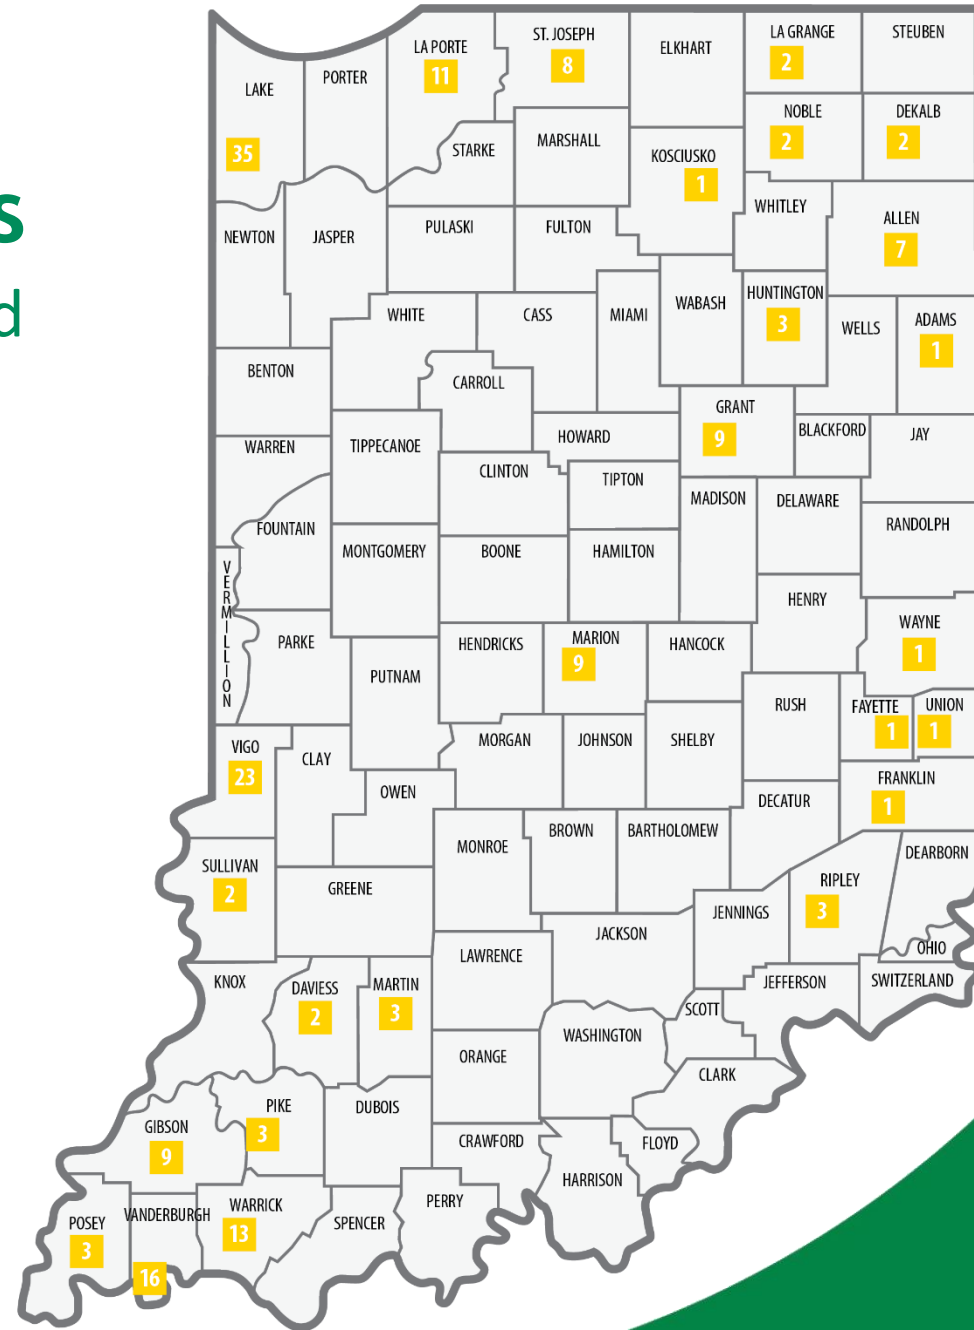 s
d
LA PORTE
11
ST. JOSEPH
8
ELKHART
LA GRANGE
2
STEUBEN
LAKE
35
PORTER
STARKE
MARSHALL
KOSCIUSKO
1
NOBLE
2
DEKALB
2
WHITLEY
ALLEN
7
NEWTON
JASPER
PULASKI
FULTON
WHITE
CASS
MIAMI
WABASH
HUNTINGTON
3
WELLS
ADAMS
1
BENTON
CARROLL
GRANT
9
BLACKFORD
JAY
WARREN
TIPPECANOE
HOWARD
CLINTON
TIPTON
MADISON
DELAWARE
RANDOLPH
FOUNTAIN
MONTGOMERY
BOONE
HAMILTON
HENRY
VERMILLION
PARKE
PUTNAM
HENDRICKS
MARION
9
HANCOCK
WAYNE
1
RUSH
FAYETTE
1
UNION
1
VIGO
23
CLAY
OWEN
MORGAN
JOHNSON
SHELBY
FRANKLIN
1
DECATUR
SULLIVAN
2
GREENE
MONROE
BROWN
BARTHOLOMEW
DEARBORN
RIPLEY
3
JENNINGS
JACKSON
OHIO
KNOX
DAVIESS
2
MARTIN
3
LAWRENCE
JEFFERSON
SWITZERLAND
SCOTT
WASHINGTON
ORANGE
CLARK
GIBSON
9
PIKE
3
DUBOIS
CRAWFORD
FLOYD
HARRISON
POSEY
3
VANDERBURGH
16
WARRICK
13
SPENCER
PERRY